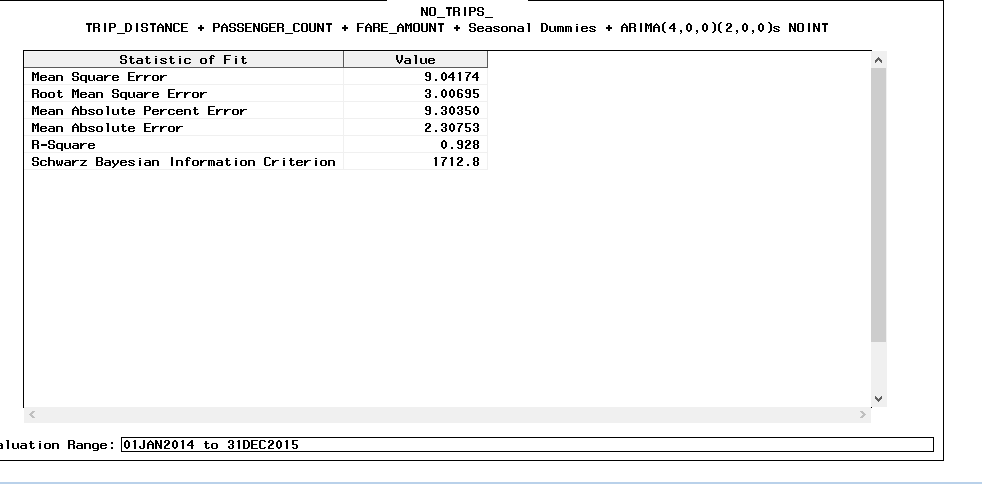 NO_TRIPS_
TRIP_DISTANCE + PASSENGER_COUNT + FARE_AMOUNT + Seasonal Dummies + ARIMA(4,0,0)(2,0,0)s NOINT
Statistic of Fit Value
Mean Square Error 9.04174
Root Mean Square Error 3.00695
Mean Absolute Percent Error 9.30350
Mean Absolute Error 2.30753
R-Square 0.928
Schwarz Bayesian Information Criterion 1712.8
aluation Range: 01JAN2014 to 31DEC2015